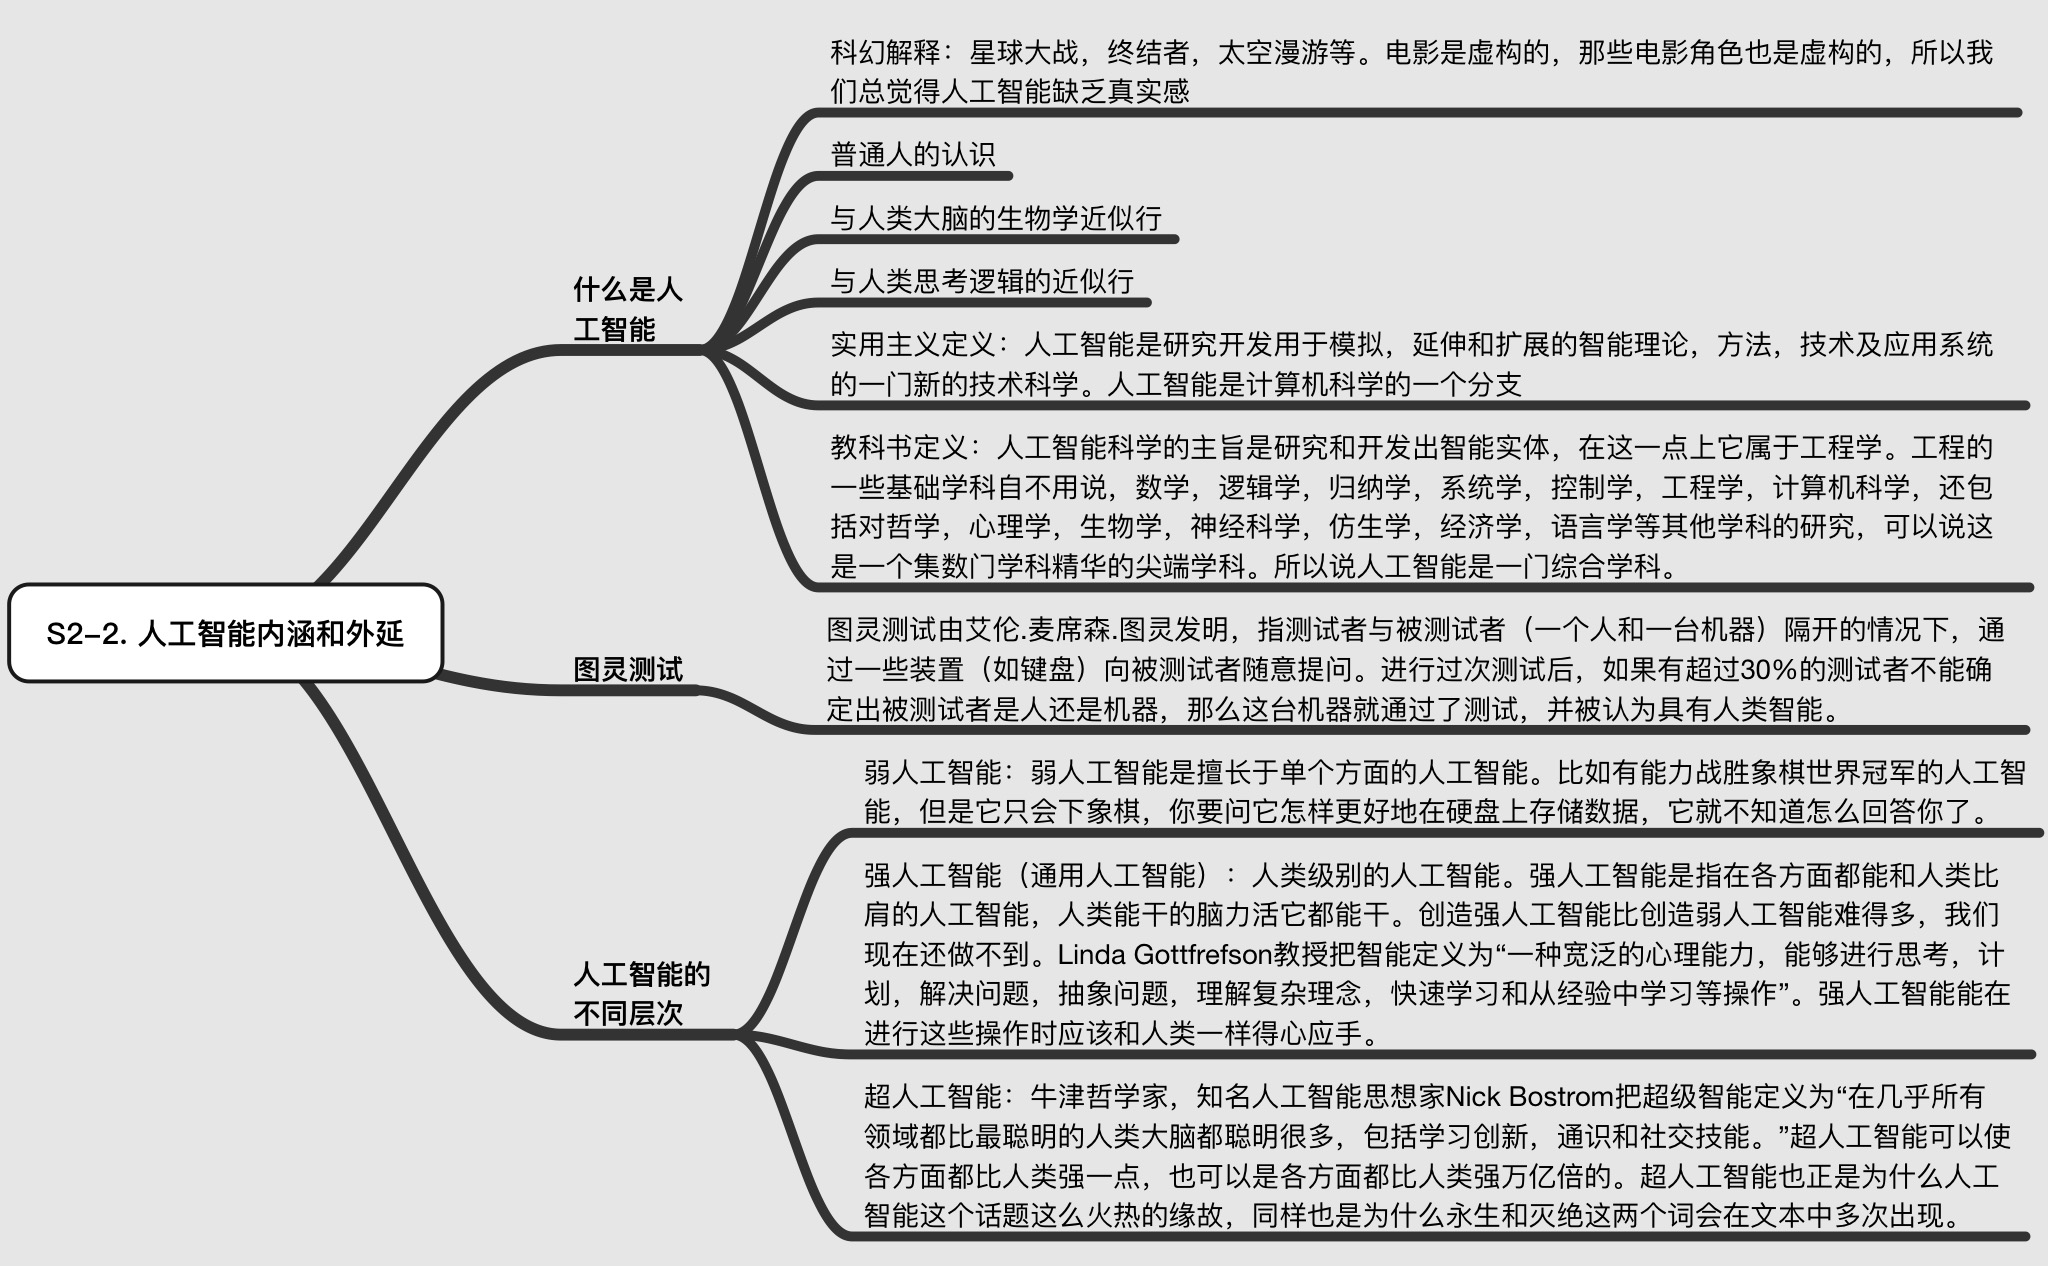 S2-2. 人工智能内涵和外延
什么是人
工智能
科幻解释：星球大战，终结者，太空漫游等。电影是虚构的，那些电影角色也是虚构的，所以我
们总觉得人工智能缺乏真实感
普通人的认识
与人类大脑的生物学近似行
与人类思考逻辑的近似行
实用主义定义：人工智能是研究开发用于模拟，延伸和扩展的智能理论，方法，技术及应用系统
的一门新的技术科学。人工智能是计算机科学的一个分支
教科书定义：人工智能科学的主旨是研究和开发出智能实体，在这一点上它属于工程学。工程的
一些基础学科自不用说，数学，逻辑学，归纳学，系统学，控制学，工程学，计算机科学，还包
括对哲学，心理学，生物学，神经科学，仿生学，经济学，语言学等其他学科的研究，可以说这
是一个集数门学科精华的尖端学科。所以说人工智能是一门综合学科。
图灵测试
图灵测试由艾伦.麦席森.图灵发明，指测试者与被测试者（一个人和一台机器）隔开的情况下，通
过一些装置（如键盘）向被测试者随意提问。进行过次测试后，如果有超过30%的测试者不能确
定出被测试者是人还是机器，那么这台机器就通过了测试，并被认为具有人类智能。
人工智能的
不同层次
弱人工智能：弱人工智能是擅长于单个方面的人工智能。比如有能力战胜象棋世界冠军的人工智
能，但是它只会下象棋，你要问它怎样更好地在硬盘上存储数据，它就不知道怎么回答你了。
强人工智能（通用人工智能）：人类级别的人工智能。强人工智能是指在各方面都能和人类比
肩的人工智能，人类能干的脑力活它都能干。创造强人工智能比创造弱人工智能难得多，我们
现在还做不到。Linda Gottfrefson教授把智能定义为“一种宽泛的心理能力，能够进行思考，计
划，解决问题，抽象问题，理解复杂理念，快速学习和从经验中学习等操作”。强人工智能能在
进行这些操作时应该和人类一样得心应手。
超人工智能：牛津哲学家，知名人工智能思想家Nick Bostrom把超级智能定义为“在几乎所有
领域都比最聪明的人类大脑都聪明很多，包括学习创新，通识和社交技能。”超人工智能可以使
各方面都比人类强一点，也可以是各方面都比人类强万亿倍的。超人工智能也正是为什么人工
智能这个话题这么火热的缘故，同样也是为什么永生和灭绝这两个词会在文本中多次出现。